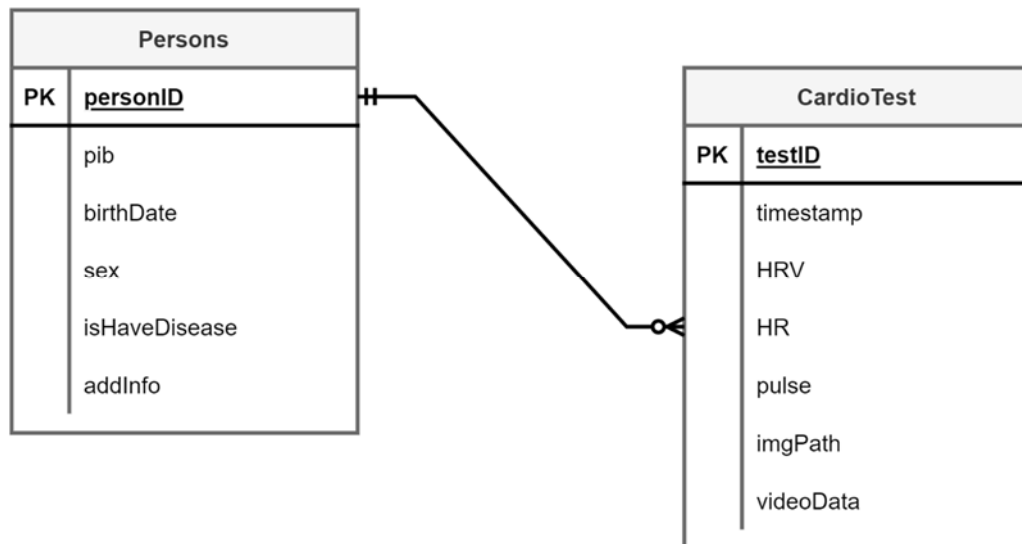 Persons
PK personID
pib
birthDate
sex
isHaveDisease
addInfo
CardioTest
PK testID
timestamp
HRV
HR
pulse
imgPath
videoData